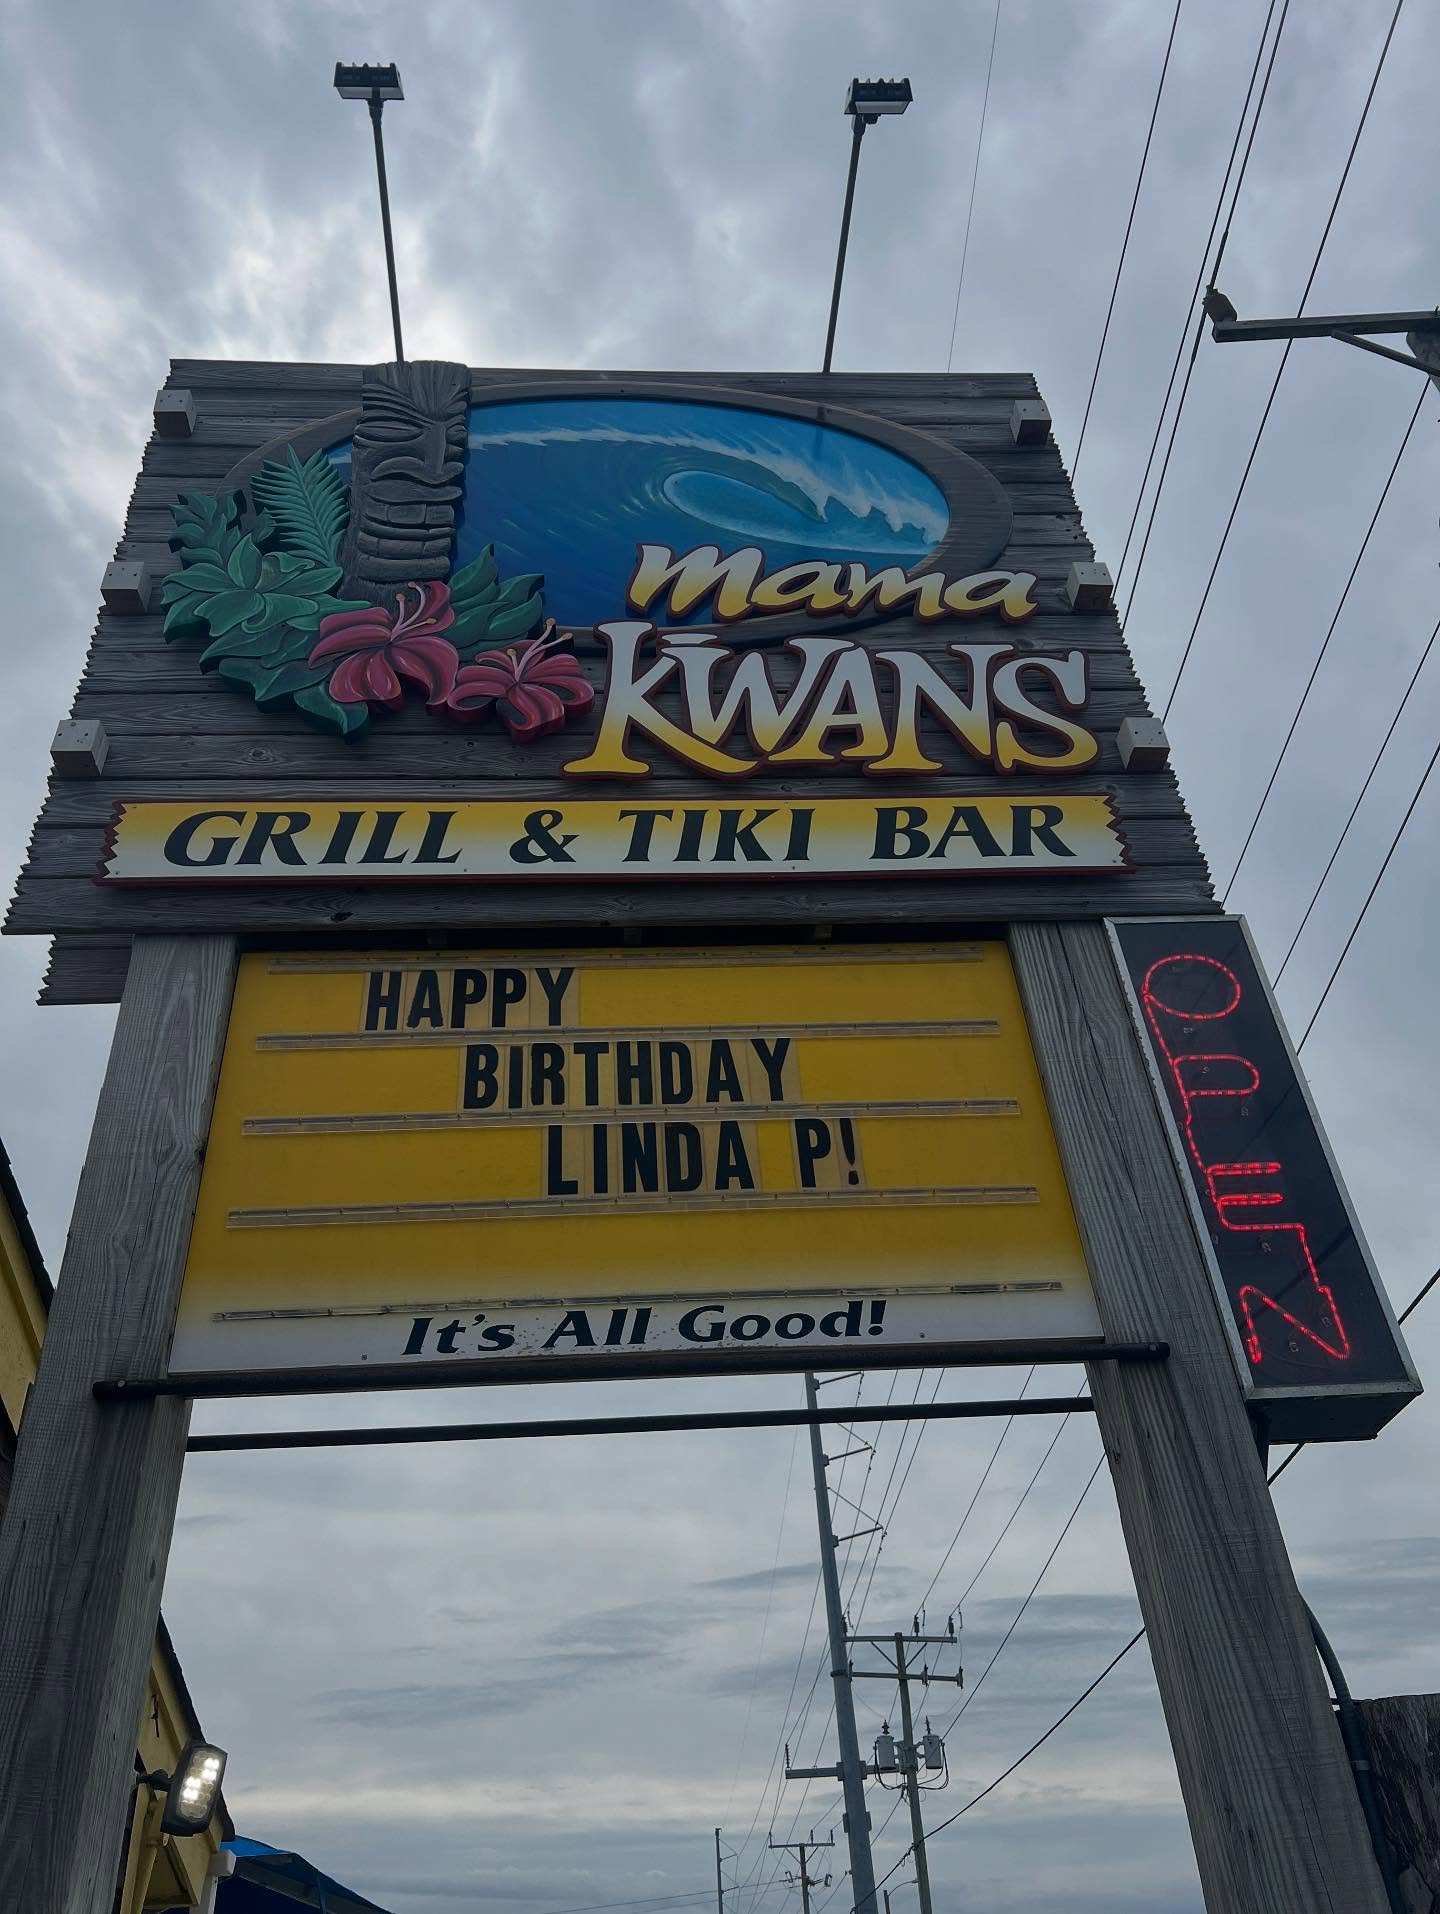 mama
KWANS
GRILL & TIKI BAR
HAPPY
BIRTHDAY
LINDA P!
It's All Good!
OPEN